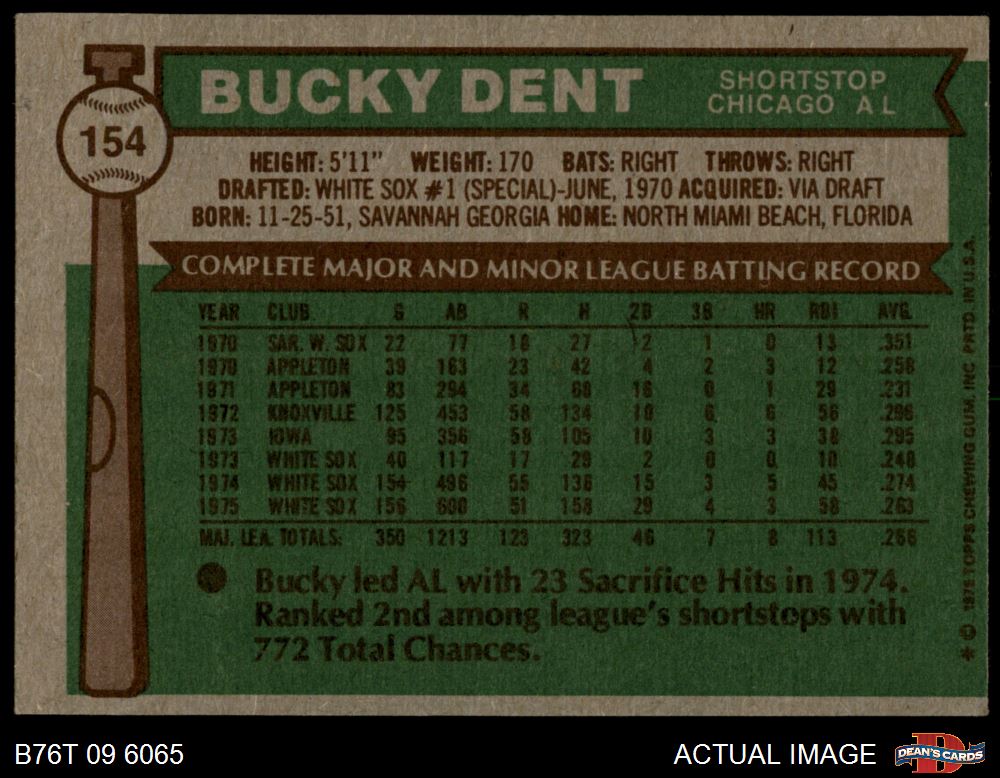 154
BUCKY DENT
SHORTSTOP
CHICAGO A L
HEIGHT: 5'11" WEIGHT: 170 BATS: RIGHT THROWS: RIGHT
DRAFTED: WHITE SOX #1 (SPECIAL)-JUNE, 1970 ACQUIRED: VIA DRAFT
BORN: 11-25-51, SAVANNAH GEORGIA HOME: NORTH MIAMI BEACH, FLORIDA
COMPLETE MAJOR AND MINOR LEAGUE BATTING RECORD
YEAR CLUB G AB R H 2B 3B HR RBI AVG.
1970 SAR. W. SOX 22 77 18 27 2 1 0 13 .351
1970 APPLETON 39 163 23 42 4 2 3 12 .258
1971 APPLETON 83 294 34 68 16 0 1 29 .231
1972 KNOXVILLE 125 453 58 134 18 6 6 56 .296
1973 IOWA 95 356 58 105 10 3 3 38 .295
1973 WHITE SOX 40 117 17 29 2 0 0 10 .248
1974 WHITE SOX 154 496 55 136 15 3 5 45 .274
1975 WHITE SOX 156 600 51 158 29 4 3 58 .263
MAJ. LEA. TOTALS: 350 1213 123 323 46 7 8 113 .266
Bucky led AL with 23 Sacrifice Hits in 1974.
Ranked 2nd among league's shortstops with
772 Total Chances.
* © 1976 TOPPS CHEWING GUM, INC PRTD IN U.S.A.
B76T 09 6065
ACTUAL IMAGE
D
DEAN'S CARDS